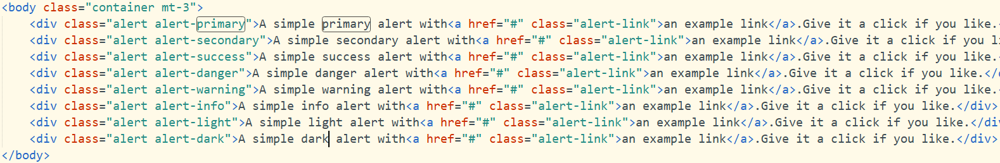 <body class="container mt-3">
<div class="alert alert-primary">A simple primary alert with<a href="#" class="alert-link">an example link</a>.Give it a click if you like.
<div class="alert alert-secondary">A simple secondary alert with<a href="#" class="alert-link">an example link</a>.Give it a click if you li
<div class="alert alert-success">A simple success alert with<a href="#" class="alert-link">an example link</a>.Give it a click if you like.
<div class="alert alert-danger">A simple danger alert with<a href="#" class="alert-link">an example link</a>.Give it a click if you like.</
<div class="alert alert-warning">A simple warning alert with<a href="#" class="alert-link">an example link</a>.Give it a click if you like.
<div class="alert alert-info">A simple info alert with<a href="#" class="alert-link">an example link</a>.Give it a click if you like.</div>
<div class="alert alert-light">A simple light alert with<a href="#" class="alert-link">an example link</a>.Give it a click if you like.</div
<div class="alert alert-dark">A simple dark alert with<a href="#" class="alert-link">an example link</a>.Give it a click if you like.</div>
</body>